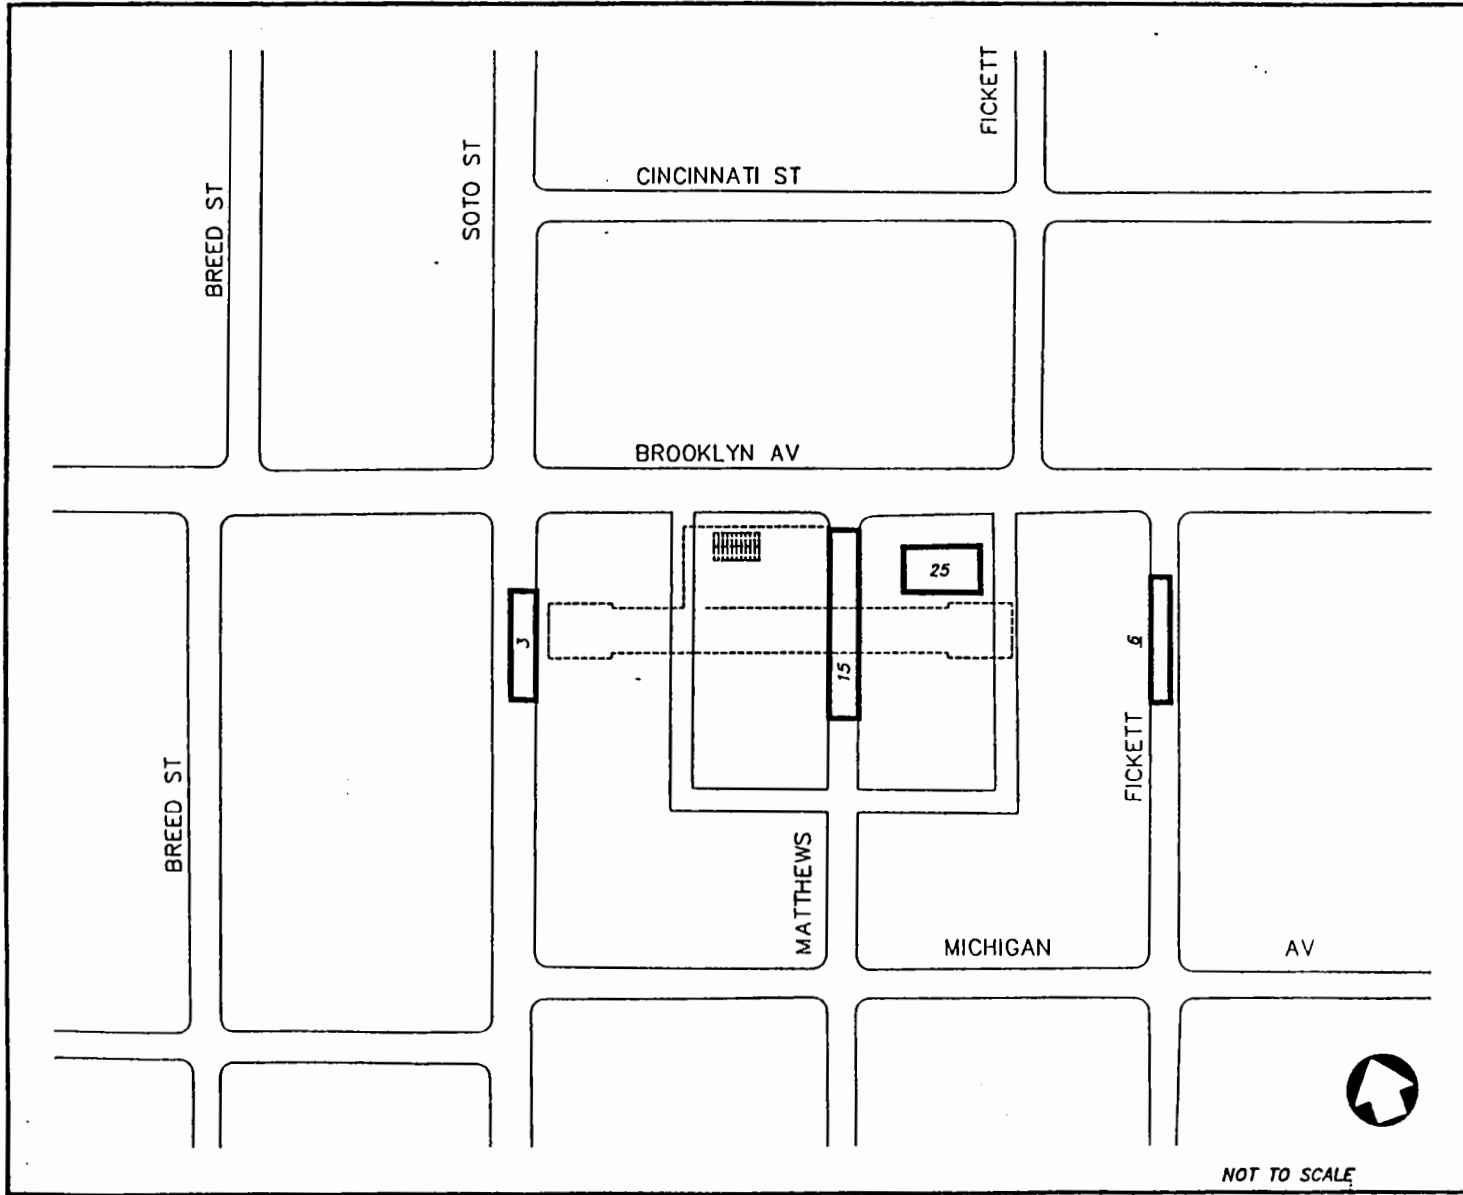 FICKETT
CINCINNATI ST
SOTO ST
BREED ST
BROOKLYN AV
25
3
6
15
FICKETT
BREED ST
MATTHEWS
MICHIGAN AV
NOT TO SCALE